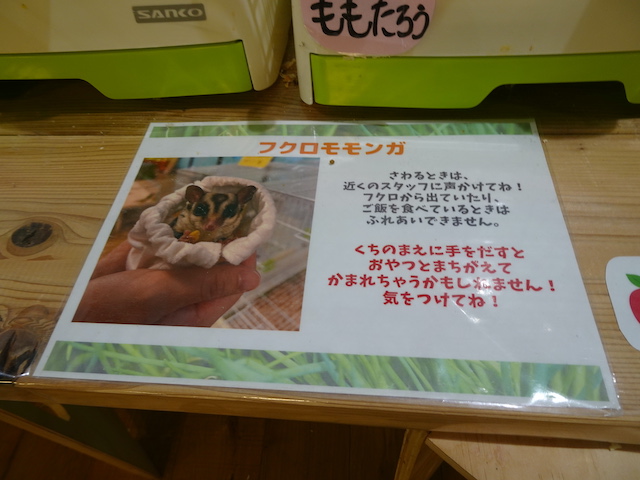 SANKO
ももたろう
フクロモモンガ
さわるときは、
近くのスタッフに声かけてね！
フクロから出ていたり、
ご飯を食べているときは
ふれあいできません。
くちのまえに手をだすと
おやつとまちがえて
かまれちゃうかもしれません！
気をつけてね！